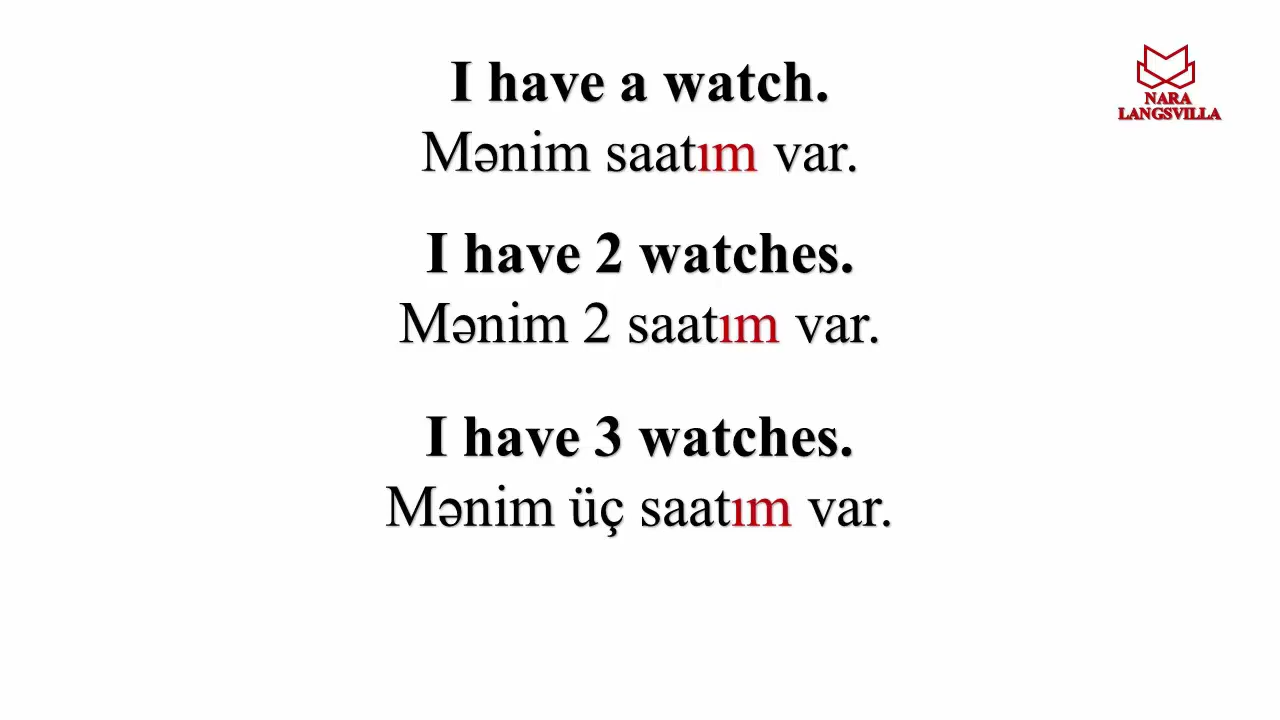 I have a watch.
Mənim saatım var.
NARA
LANGSVILLA
I have 2 watches.
Mənim 2 saatım var.
I have 3 watches.
Mənim üç saatım var.